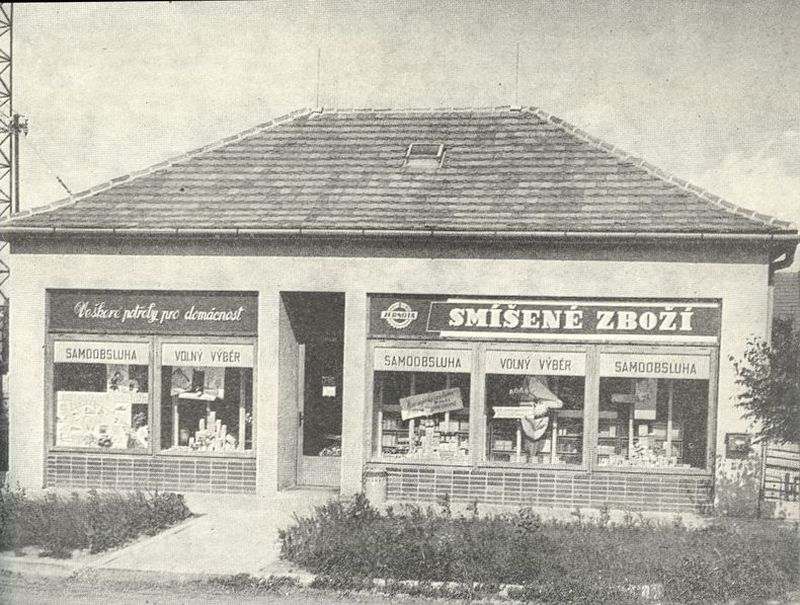 Veškeré potřeby pro domácnost
SAMOOBSLUHA
VOLNÝ VÝBĚR
JEDNOTA
SMÍŠENÉ ZBOŽÍ
SAMOOBSLUHA
VOLNÝ VÝBĚR
SAMOOBSLUHA